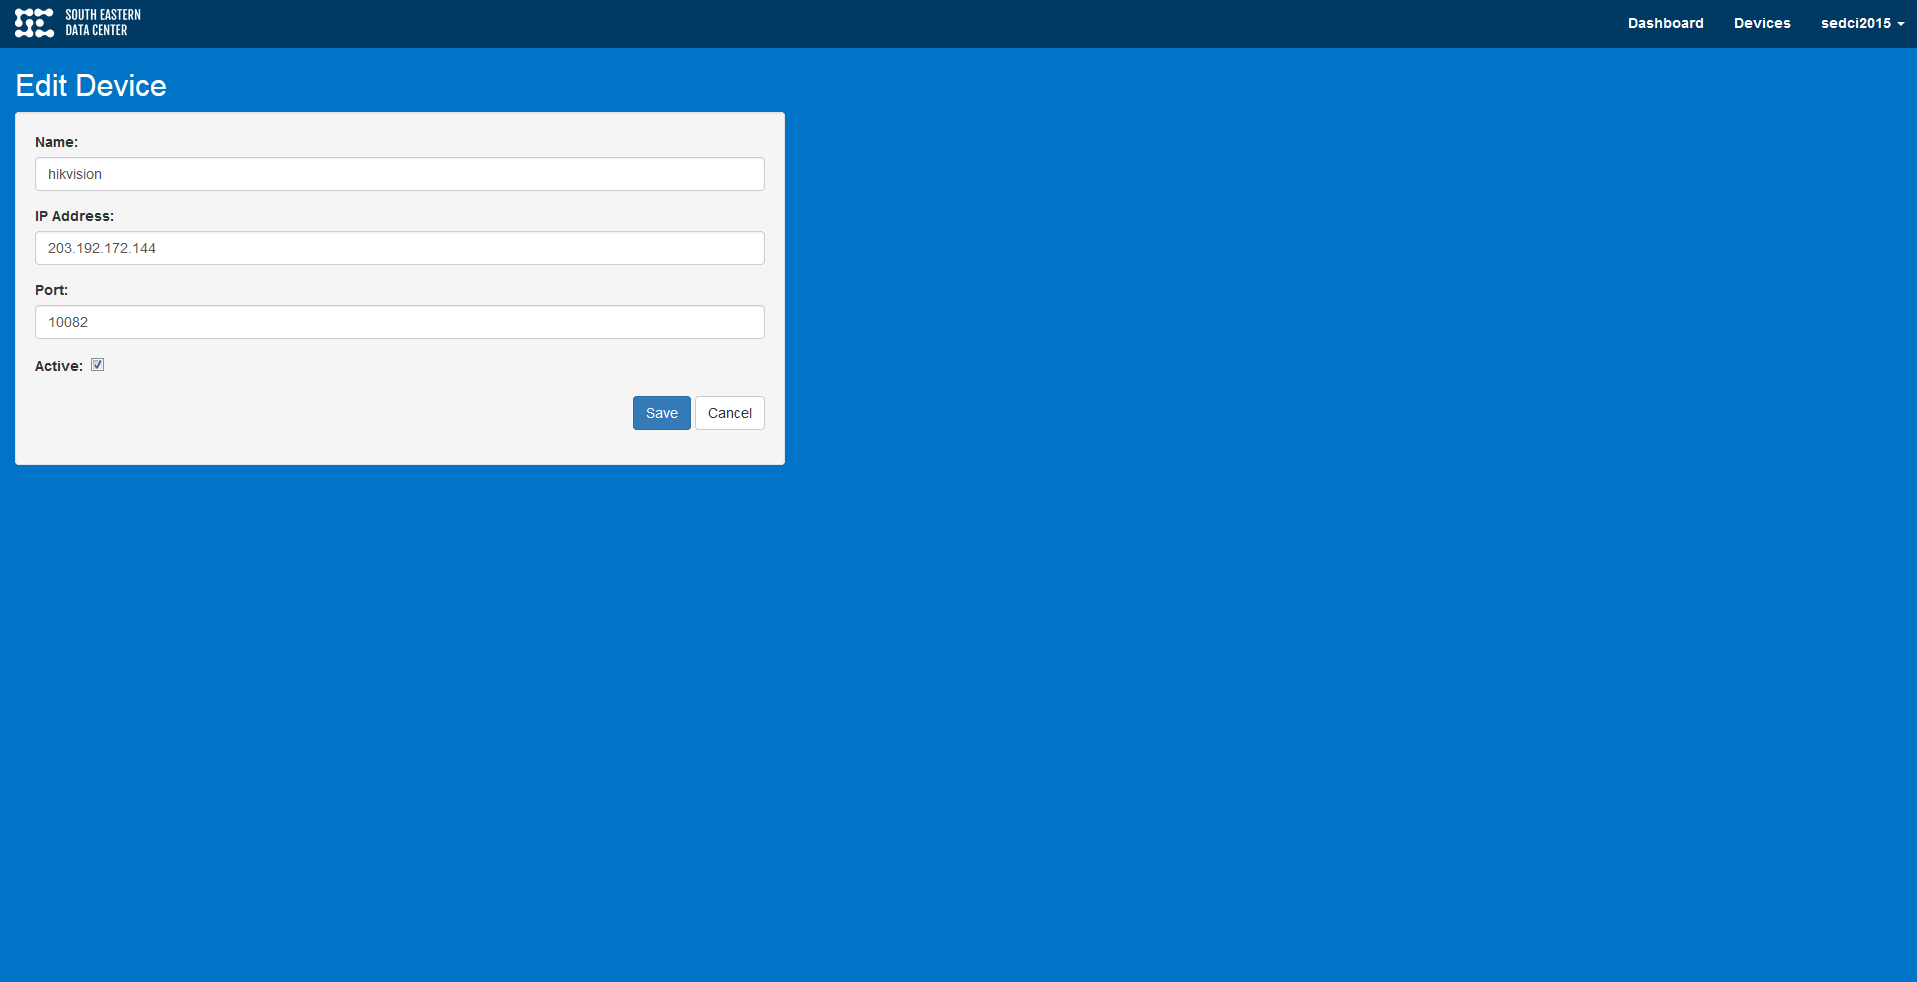 SOUTH EASTERN
DATA CENTER
Dashboard Devices sedci2015
Edit Device
Name:
hikvision
IP Address:
203.192.172.144
Port:
10082
Active:
Save Cancel